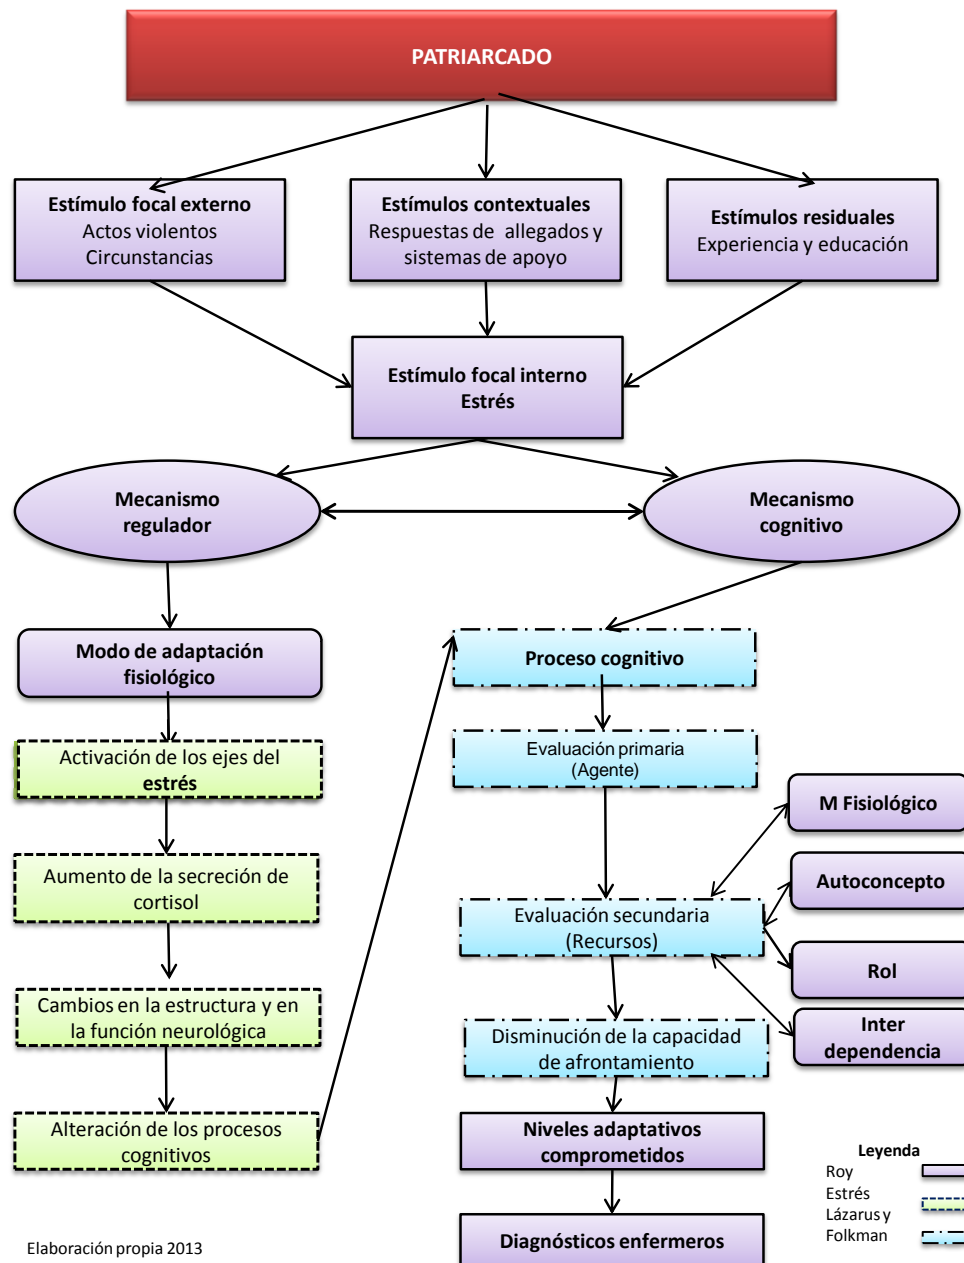 PATRIARCADO
Estímulo focal externo
Actos violentos
Circunstancias
Estímulos contextuales
Respuestas de allegados y
sistemas de apoyo
Estímulos residuales
Experiencia y educación
Estímulo focal interno
Estrés
Mecanismo
regulador
Mecanismo
cognitivo
Modo de adaptación
fisiológico
Activación de los ejes del
estrés
Aumento de la secreción de
cortisol
Cambios en la estructura y en
la función neurológica
Alteración de los procesos
cognitivos
Proceso cognitivo
Evaluación primaria
(Agente)
Evaluación secundaria
(Recursos)
M Fisiológico
Autoconcepto
Rol
Inter
dependencia
Disminución de la capacidad
de afrontamiento
Niveles adaptativos
comprometidos
Diagnósticos enfermeros
Leyenda
Roy
Estrés
Lázarus y
Folkman
Elaboración propia 2013